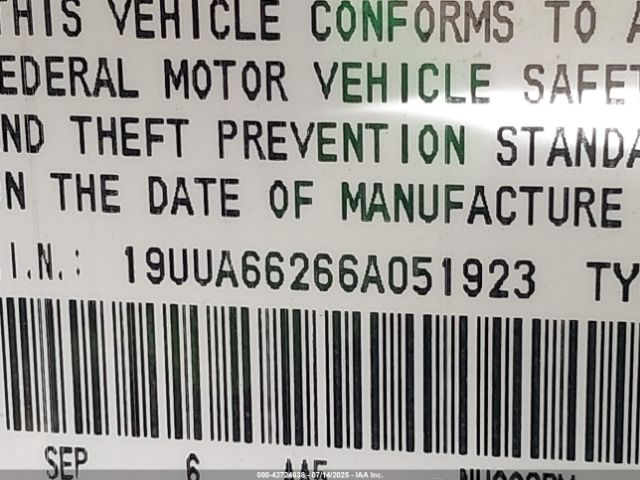 THIS VEHICLE CONFORMS TO A
EDERAL MOTOR VEHICLE SAFET
ND THEFT PREVENTION STANDA
N THE DATE OF MANUFACTURE
I.N.: 19UUA66266A051923 TY
SEP 6
000-42724638 - 07/14/2025 - IAA Inc.